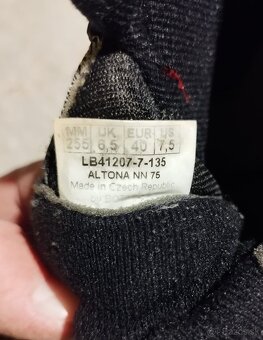 MM UK EUR US
255 6,5 40 7,5
LB41207-7-135
ALTONA NN 75
Made in Czech Republic